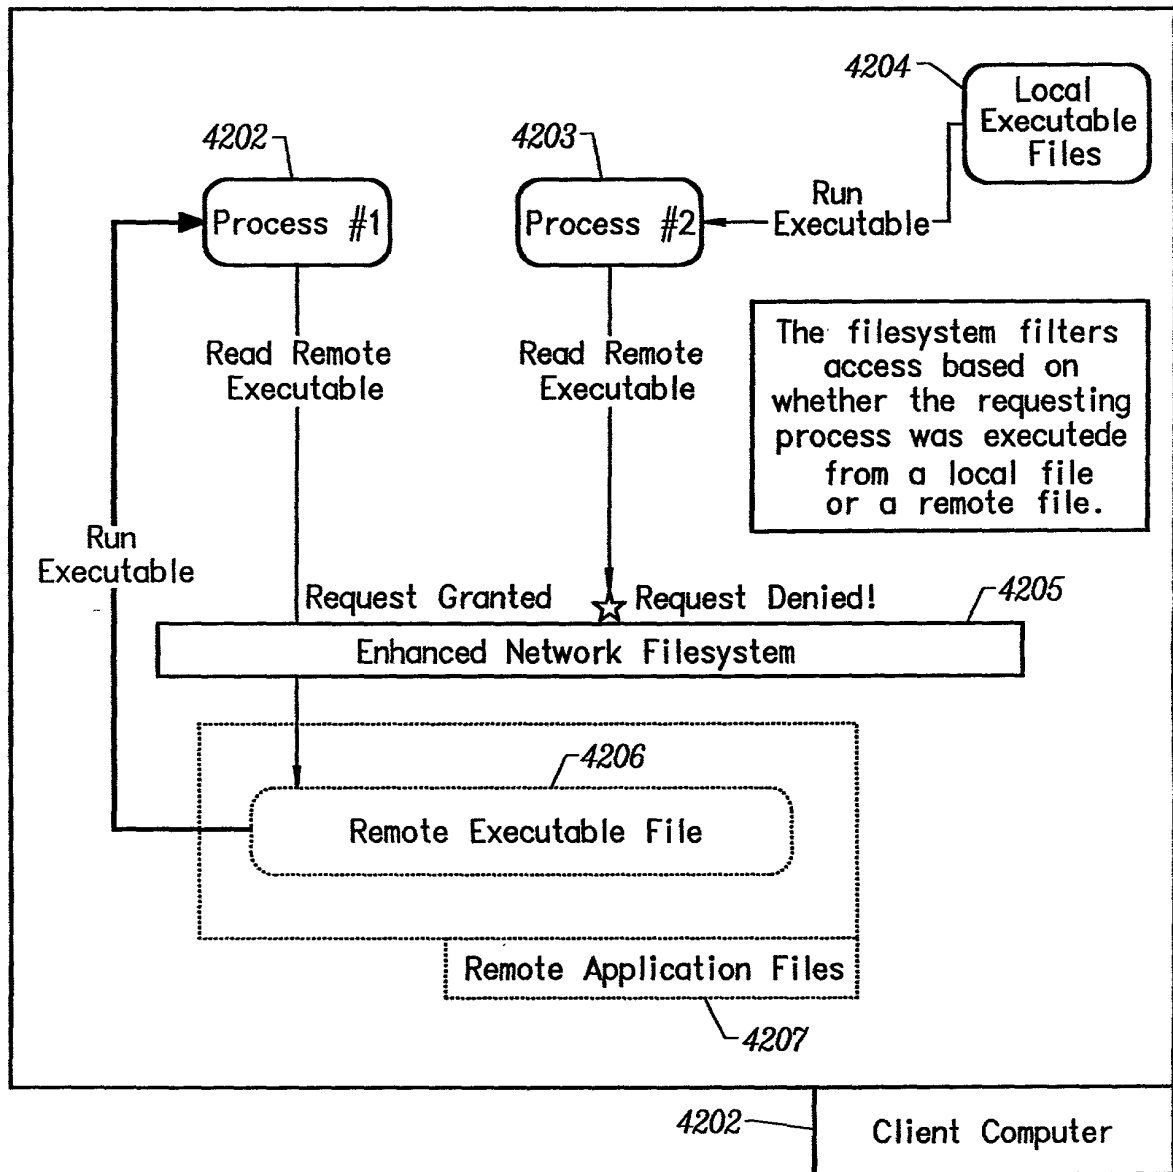 4204
Local
Executable
Files
4202
4203
Process #1
Process #2
Run
Executable
Read Remote
Executable
Read Remote
Executable
The filesystem filters
access based on
whether the requesting
process was executede
from a local file
or a remote file.
Run
Executable
Request Granted
Request Denied!
4205
Enhanced Network Filesystem
4206
Remote Executable File
Remote Application Files
4207
4202
Client Computer